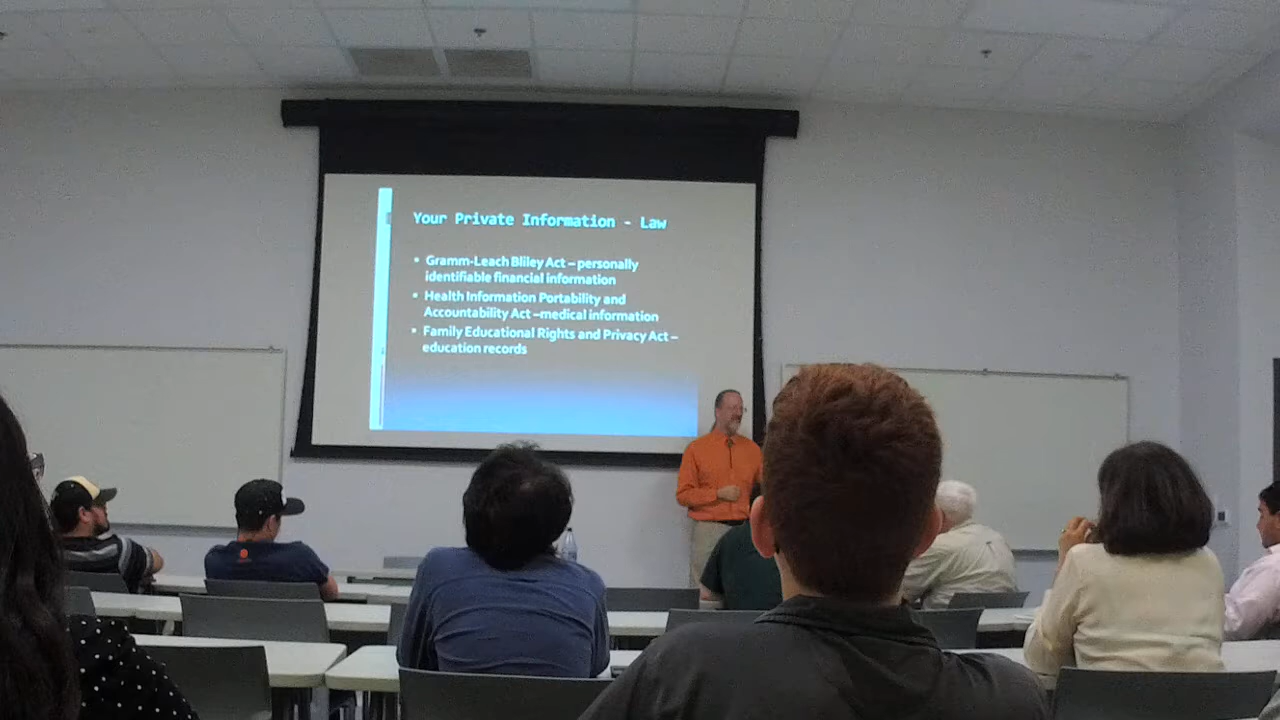 Your Private Information - Law
• Gramm-Leach Bliley Act – personally
identifiable financial information
• Health Information Portability and
Accountability Act –medical information
• Family Educational Rights and Privacy Act –
education records